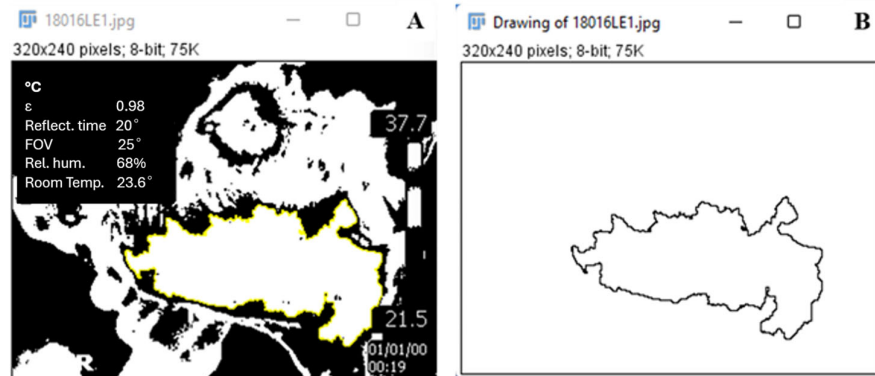 18016LE1.jpg
A
320x240 pixels; 8-bit; 75K
°C
ε 0.98
Reflect. time 20°
FOV 25°
Rel. hum. 68%
Room Temp. 23.6°
37.7
21.5
01/01/00
00:19
R
Drawing of 18016LE1.jpg
B
320x240 pixels; 8-bit; 75K